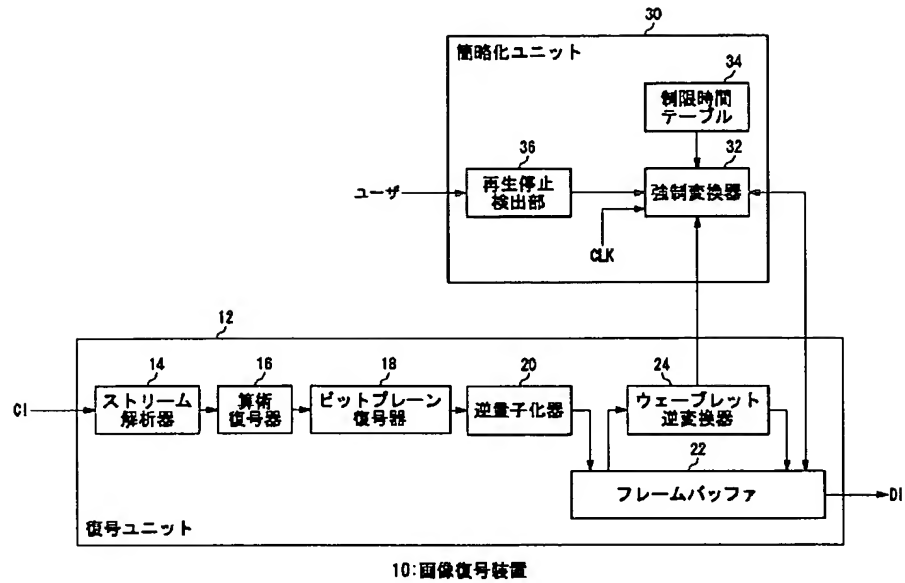 30
簡略化ユニット
34
制限時間
テーブル
36
32
ユーザ
再生停止
検出部
強制変換器
CLK
12
14
16
18
20
24
CI
ストリーム
解析器
算術
復号器
ビットプレーン
復号器
逆量子化器
ウェーブレット
逆変換器
22
フレームバッファ
DI
復号ユニット
10:画像復号装置